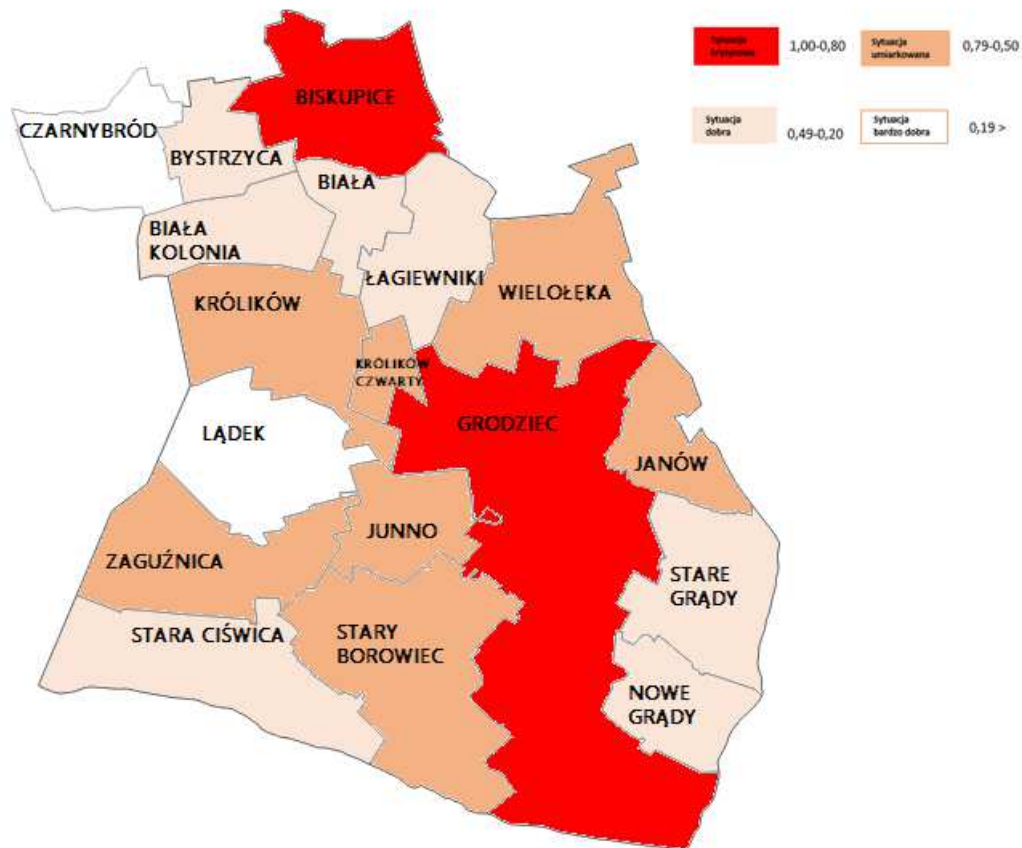 Sytuacja
kryzysowa
1,00-0,80
Sytuacja
umiarkowana
0,79-0,50
Sytuacja
dobra
0,49-0,20
Sytuacja
bardzo dobra
0,19 >
BISKUPICE
CZARNYBRÓD
BYSTRZYCA
BIAŁA
BIAŁA
KOLONIA
ŁAGIEWNIKI
WIELOŁĘKA
KRÓLIKÓW
KRÓLIKÓW
CZWARTY
GRODZIEC
LĄDEK
JANÓW
JUNNO
ZAGUŹNICA
STARE
GRĄDY
STARA CIŚWICA
STARY
BOROWIEC
NOWE
GRĄDY